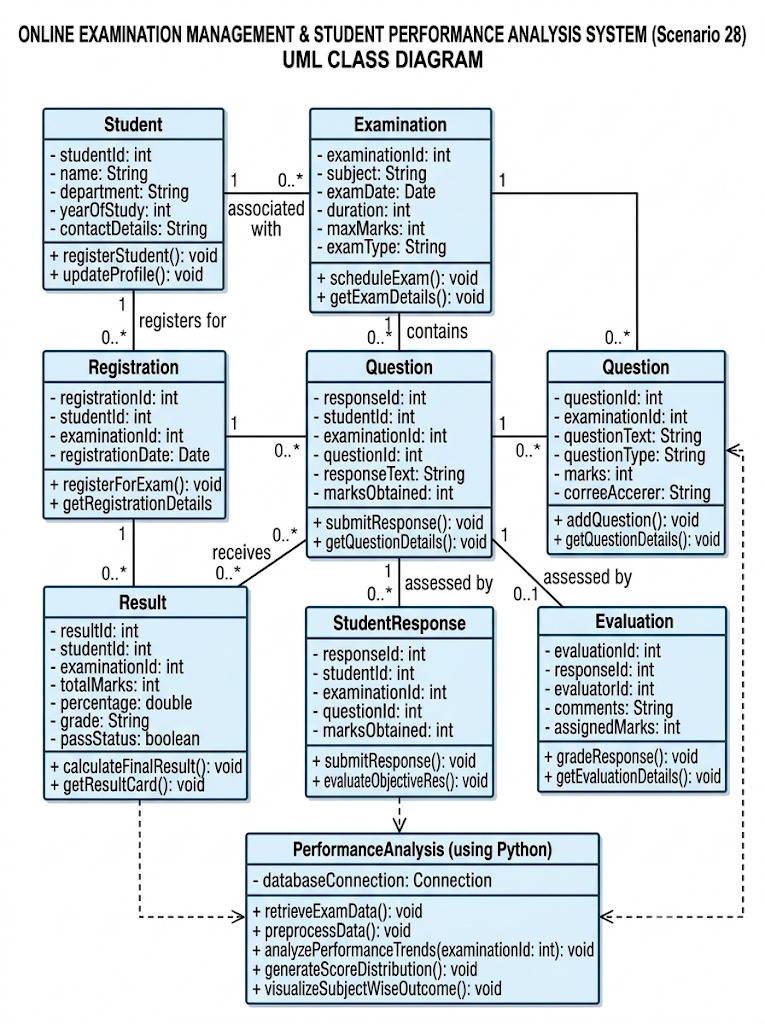 ONLINE EXAMINATION MANAGEMENT & STUDENT PERFORMANCE ANALYSIS SYSTEM (Scenario 28)
UML CLASS DIAGRAM
Student
- studentId: int
- name: String
- department: String
- yearOfStudy: int
- contactDetails: String
+ registerStudent(): void
+ updateProfile(): void
1
0..*
associated
with
Examination
- examinationId: int
- subject: String
- examDate: Date
- duration: int
- maxMarks: int
- examType: String
+ scheduleExam(): void
+ getExamDetails(): void
1
0..*
1
0..*
registers for
1
0..*
contains
Registration
- registrationId: int
- studentId: int
- examinationId: int
- registrationDate: Date
+ registerForExam(): void
+ getRegistrationDetails
1
0..*
Question
- responseId: int
- studentId: int
- examinationId: int
- questionId: int
- responseText: String
- marksObtained: int
+ submitResponse(): void
+ getQuestionDetails(): void
1
0..*
Question
- questionId: int
- examinationId: int
- questionText: String
- questionType: String
- marks: int
- correeAccerer: String
+ addQuestion(): void
+ getQuestionDetails(): void
1
0..*
receives
0..*
0..*
1
0..*
assessed by
1
0..1
assessed by
Result
- resultId: int
- studentId: int
- examinationId: int
- totalMarks: int
- percentage: double
- grade: String
- passStatus: boolean
+ calculateFinalResult(): void
+ getResultCard(): void
StudentResponse
- responseId: int
- studentId: int
- examinationId: int
- questionId: int
- marksObtained: int
+ submitResponse(): void
+ evaluateObjectiveRes(): void
Evaluation
- evaluationId: int
- responseId: int
- evaluatorId: int
- comments: String
- assignedMarks: int
+ gradeResponse(): void
+ getEvaluationDetails(): void
PerformanceAnalysis (using Python)
- databaseConnection: Connection
+ retrieveExamData(): void
+ preprocessData(): void
+ analyzePerformanceTrends(examinationId: int): void
+ generateScoreDistribution(): void
+ visualizeSubjectWiseOutcome(): void